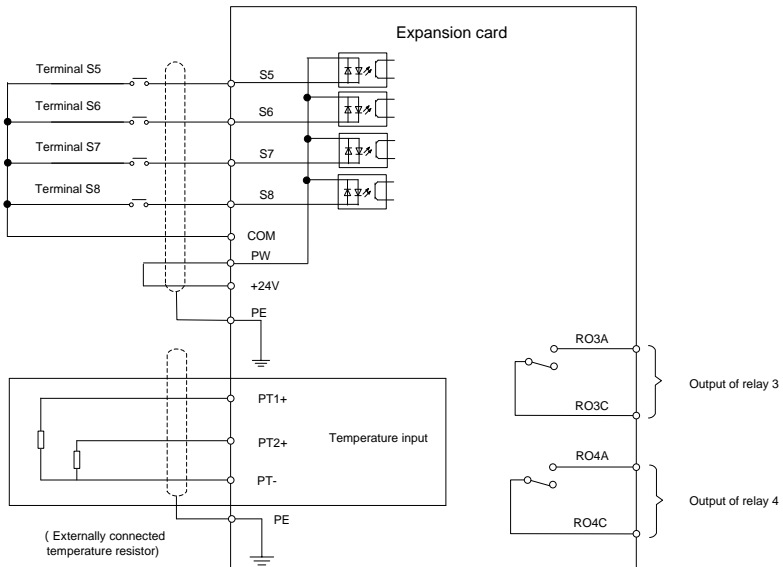 Expansion card
Terminal S5
S5
Terminal S6
S6
Terminal S7
S7
Terminal S8
S8
COM
PW
+24V
PE
RO3A
Output of relay 3
RO3C
PT1+
PT2+
Temperature input
PT-
RO4A
Output of relay 4
RO4C
PE
( Externally connected
temperature resistor)